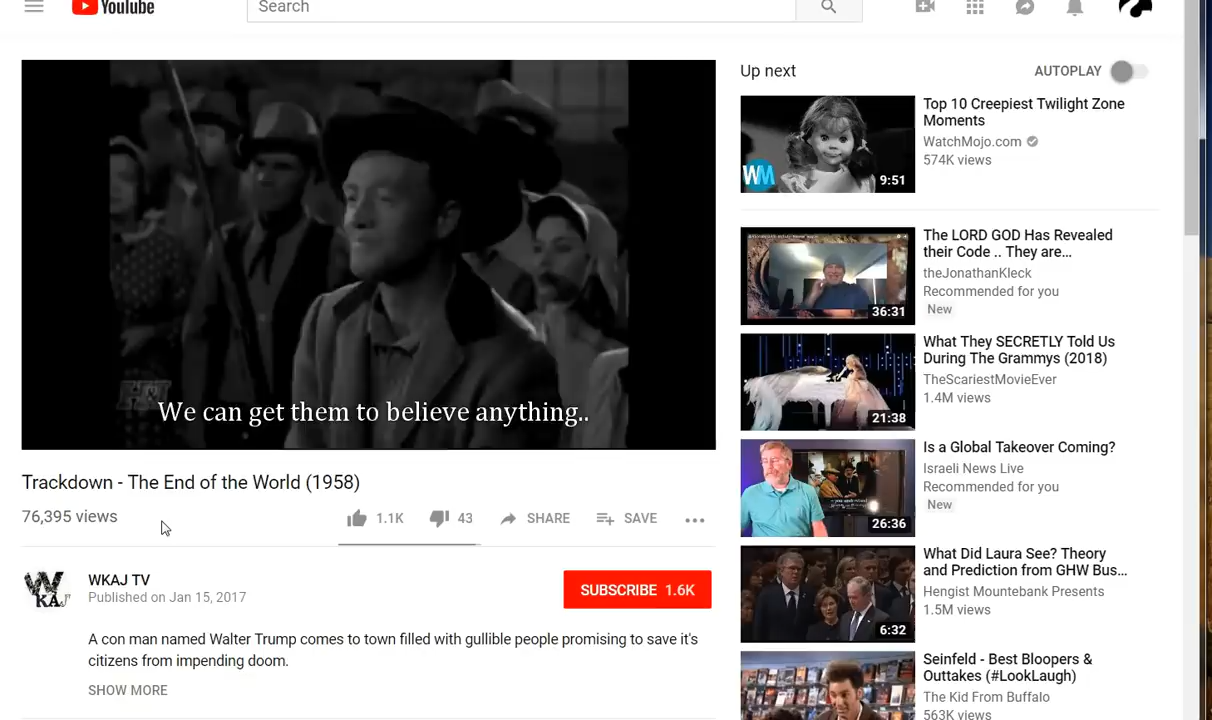 YouTube
Search
We can get them to believe anything..
Trackdown - The End of the World (1958)
76,395 views
1.1K
43
SHARE
SAVE
WKAJ TV
Published on Jan 15, 2017
SUBSCRIBE 1.6K
A con man named Walter Trump comes to town filled with gullible people promising to save it's
citizens from impending doom.
SHOW MORE
Up next
AUTOPLAY
Top 10 Creepiest Twilight Zone
Moments
WatchMojo.com
574K views
WM
9:51
The LORD GOD Has Revealed
their Code .. They are...
theJonathanKleck
Recommended for you
New
36:31
What They SECRETLY Told Us
During The Grammys (2018)
TheScariestMovieEver
1.4M views
21:38
Is a Global Takeover Coming?
Israeli News Live
Recommended for you
New
26:36
What Did Laura See? Theory
and Prediction from GHW Bus...
Hengist Mountebank Presents
1.5M views
6:32
Seinfeld - Best Bloopers &
Outtakes (#LookLaugh)
The Kid From Buffalo
563K views